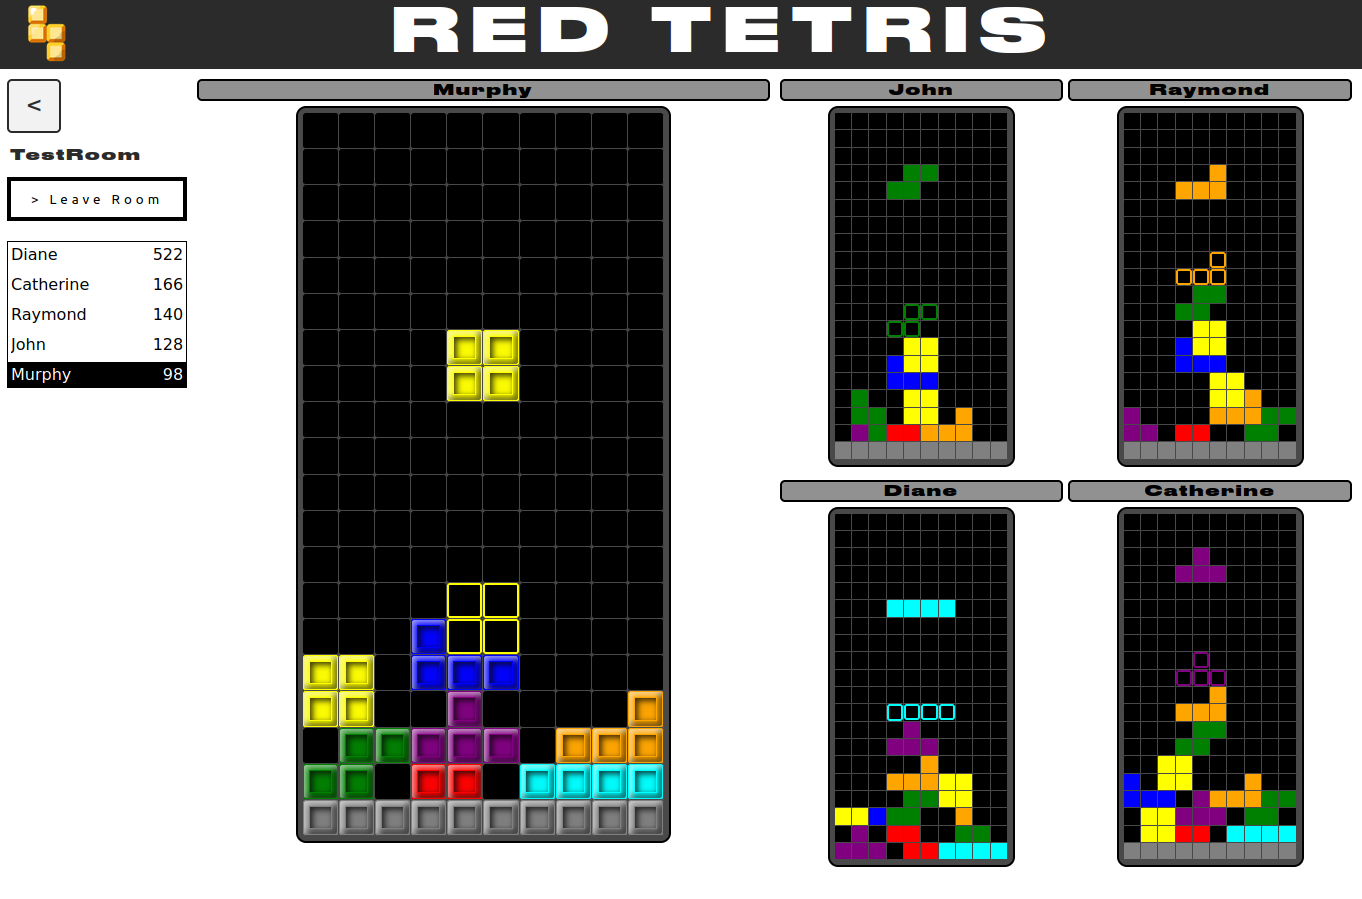 RED TETRIS
<
TestRoom
> Leave Room
Diane 522
Catherine 166
Raymond 140
John 128
Murphy 98
Murphy
John
Raymond
Diane
Catherine